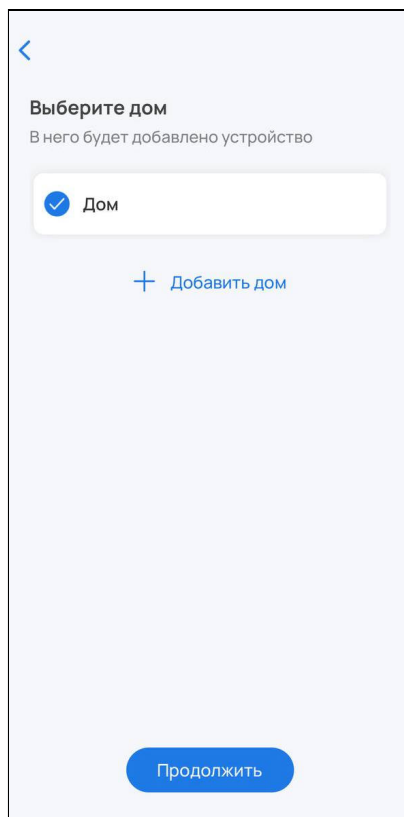 Выберите дом
В него будет добавлено устройство
Дом
Добавить дом
Продолжить